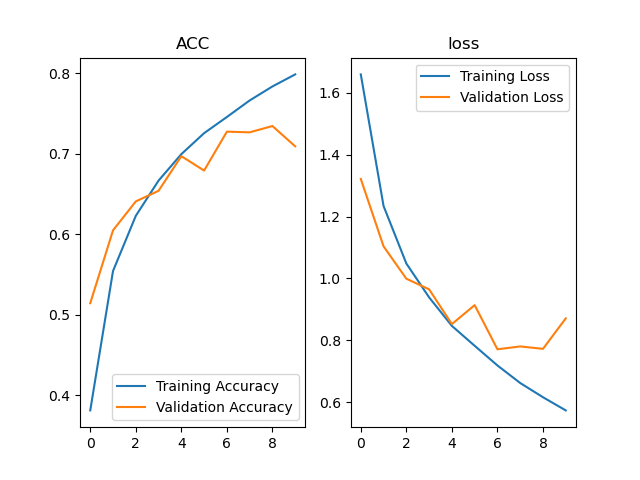 ACC
0.8
0.7
0.6
0.5
0.4
0 2 4 6 8
Training Accuracy
Validation Accuracy
loss
1.6
1.4
1.2
1.0
0.8
0.6
0 2 4 6 8
Training Loss
Validation Loss